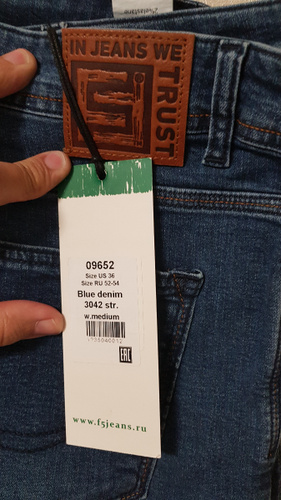 IN JEANS WE
TRUST
09652
Size US 36
Size RU 52-54
Blue denim
3042 str.
w.medium
EAC
www.f5jeans.ru